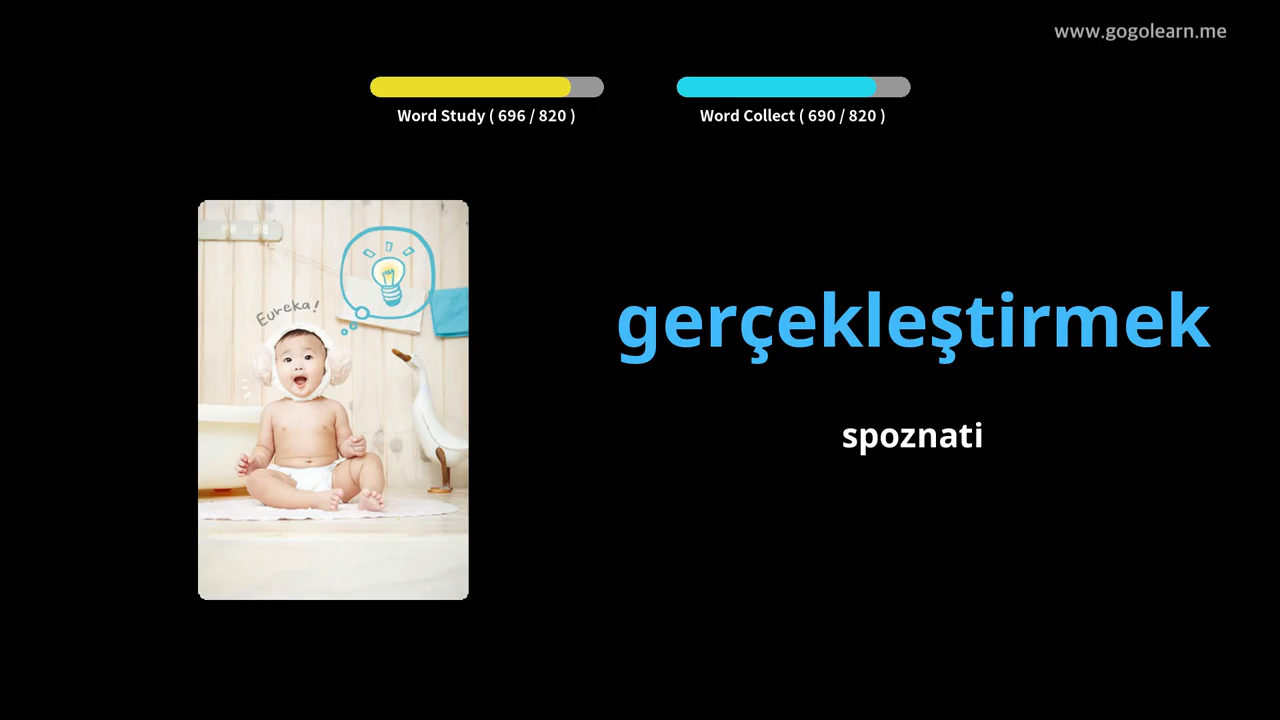 www.gogolearn.me
Word Study ( 696 / 820 )
Word Collect ( 690 / 820 )
Eureka!
gerçekleştirmek
spoznati